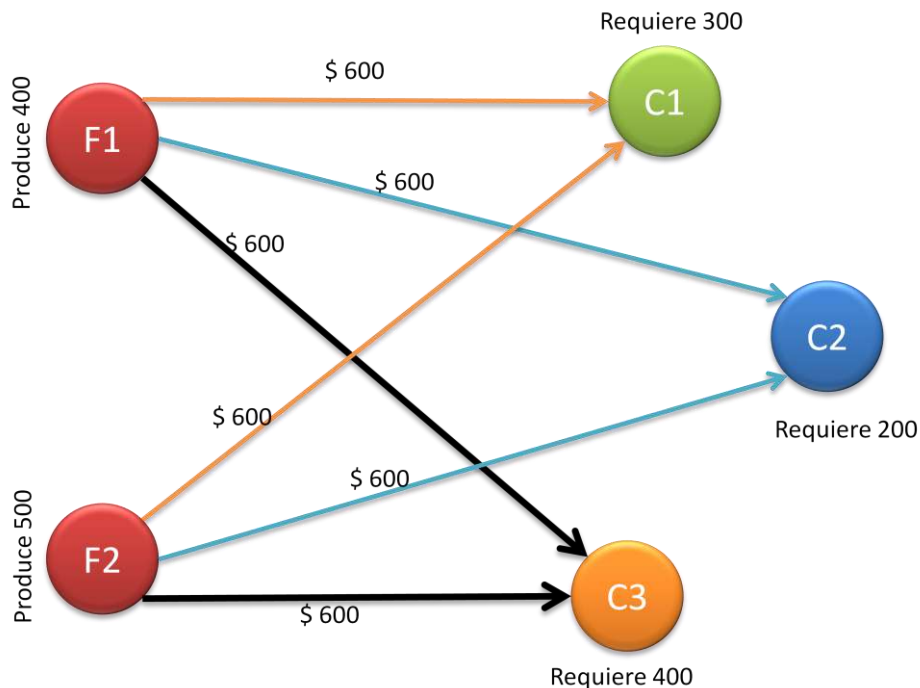 Requiere 300
$ 600
Produce 400
F1
C1
$ 600
$ 600
C2
$ 600
Requiere 200
$ 600
Produce 500
F2
$ 600
C3
Requiere 400